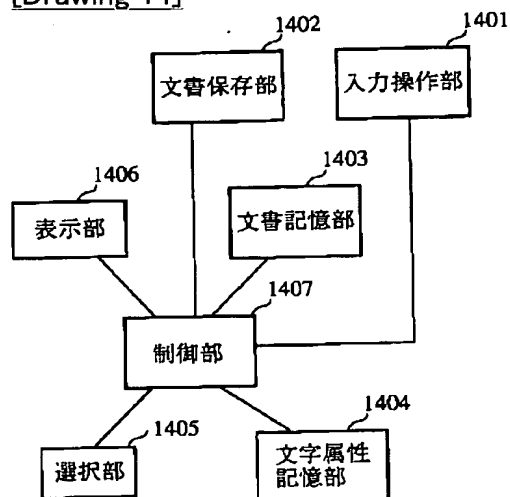 [Drawing 14]
1402
1401
文書保存部
入力操作部
1406
1403
表示部
文書記憶部
1407
制御部
1405
1404
選択部
文字属性
記憶部